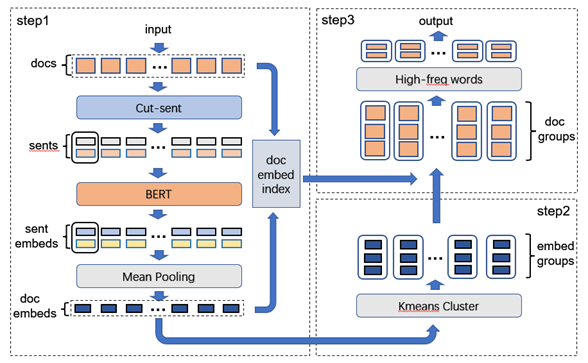 step1
input
docs
Cut-sent
sents
BERT
sent
embeds
Mean Pooling
doc
embeds
doc
embed
index
step3
output
High-freq words
doc
groups
step2
embed
groups
Kmeans Cluster